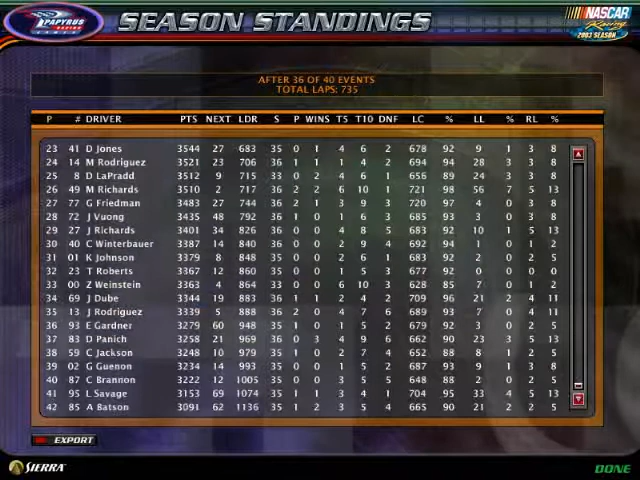 PAPYRUS
RACING GAMES
SEASON STANDINGS
NASCAR
Racing
2003 SEASON
AFTER 36 OF 40 EVENTS
TOTAL LAPS: 735
P # DRIVER PTS NEXT LDR S P WINS T5 T10 DNF LC % LL % RL %
23 41 D Jones 3544 27 683 35 0 1 4 6 2 678 92 9 1 3 8
24 14 M Rodriguez 3521 23 706 36 1 1 1 4 2 694 94 28 3 3 8
25 8 D LaPradd 3512 9 715 33 0 2 4 6 1 656 89 24 3 3 8
26 49 M Richards 3510 2 717 36 2 2 6 10 1 721 98 56 7 5 13
27 77 G Friedman 3483 27 744 36 2 1 3 9 3 720 97 4 0 3 8
28 72 J Vuong 3435 48 792 36 1 0 1 6 3 685 93 3 0 3 8
29 27 J Richards 3401 34 826 36 0 0 4 8 5 683 92 10 1 5 13
30 40 C Winterbauer 3387 14 840 36 0 0 2 9 4 692 94 1 0 1 2
31 01 K Johnson 3379 8 848 35 0 0 2 6 1 683 92 2 0 2 5
32 23 T Roberts 3367 12 860 35 0 0 1 5 3 677 92 0 0 0 0
33 00 Z Weinstein 3363 4 864 33 0 0 6 10 3 628 85 7 0 1 2
34 69 J Dube 3344 19 883 36 1 1 2 4 2 709 96 21 2 4 11
35 13 J Rodriguez 3339 5 888 36 2 0 4 7 6 689 93 7 0 4 11
36 93 E Gardner 3279 60 948 35 1 0 1 5 2 679 92 3 0 2 5
37 83 D Panich 3258 21 969 36 0 3 4 9 6 662 90 23 3 5 13
38 59 C Jackson 3248 10 979 35 1 0 2 7 4 652 88 8 1 2 5
39 02 G Guenon 3234 14 993 35 0 0 1 5 2 687 93 9 1 3 8
40 87 C Brannon 3222 12 1005 35 0 0 3 5 5 648 88 2 0 2 5
41 95 L Savage 3153 69 1074 35 1 1 3 4 1 704 95 33 4 5 13
42 85 A Batson 3091 62 1136 35 1 2 3 5 4 665 90 21 2 2 5
EXPORT
SIERRA
DONE